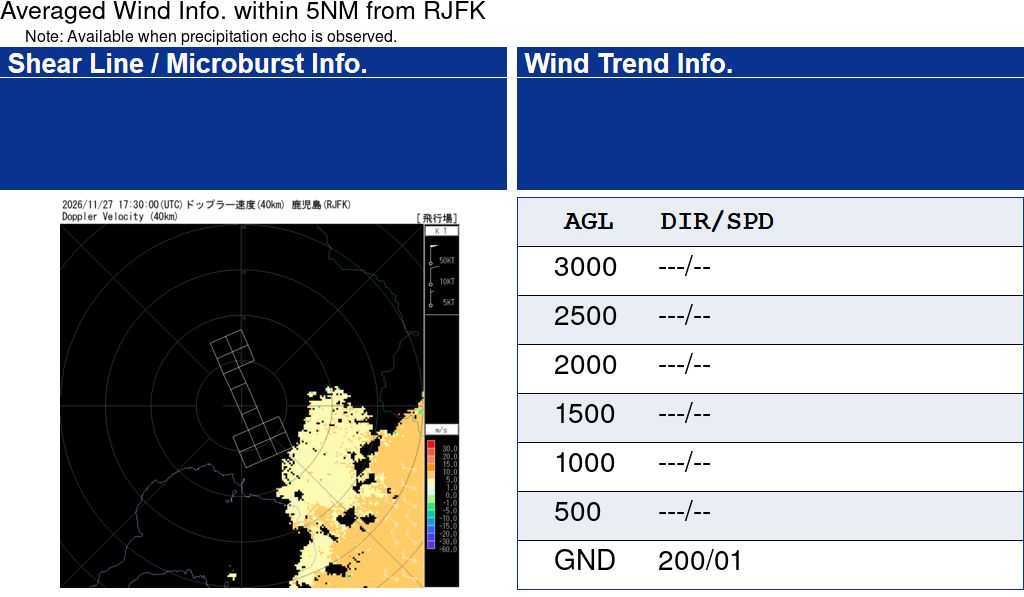 Averaged Wind Info. within 5NM from RJFK
Note: Available when precipitation echo is observed.
Shear Line / Microburst Info.
Wind Trend Info.
2026/11/27 17:30:00(UTC) ドップラー速度(40km) 鹿児島(RJFK)
Doppler Velocity (40km)
[飛行場]
K T
50KT
10KT
5KT
m/s
30.0
20.0
15.0
10.0
5.0
1.0
0.0
-1.0
-5.0
-10.0
-15.0
-20.0
-30.0
-60.0
AGL DIR/SPD
3000 ---/--
2500 ---/--
2000 ---/--
1500 ---/--
1000 ---/--
500 ---/--
GND 200/01